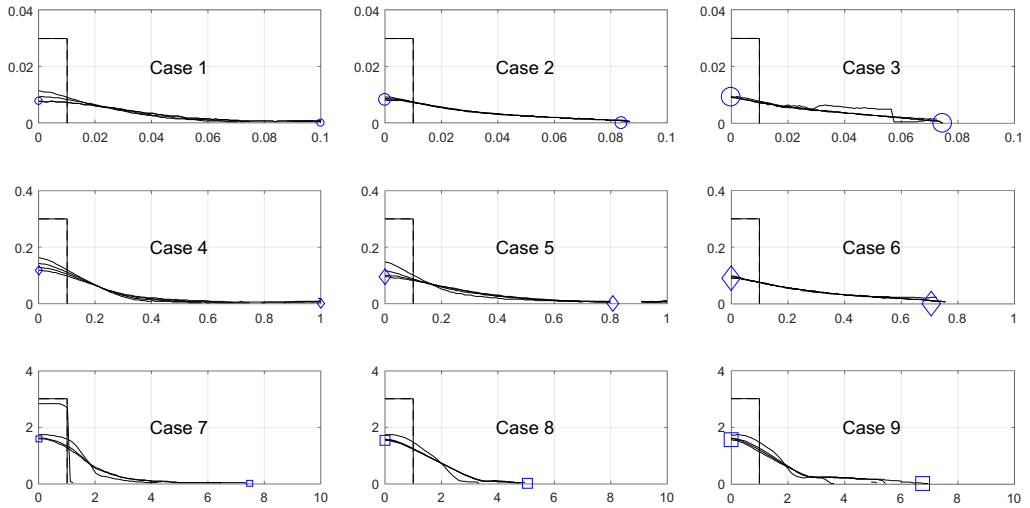 0.04 0.04 0.04
0.02 Case 1 0.02 Case 2 0.02 Case 3
0 0 0
0 0.02 0.04 0.06 0.08 0.1 0 0.02 0.04 0.06 0.08 0.1 0 0.02 0.04 0.06 0.08 0.1
0.4 0.4 0.4
0.2 Case 4 0.2 Case 5 0.2 Case 6
0 0 0
0 0.2 0.4 0.6 0.8 1 0 0.2 0.4 0.6 0.8 1 0 0.2 0.4 0.6 0.8 1
4 4 4
2 Case 7 2 Case 8 2 Case 9
0 0 0
0 2 4 6 8 10 0 2 4 6 8 10 0 2 4 6 8 10